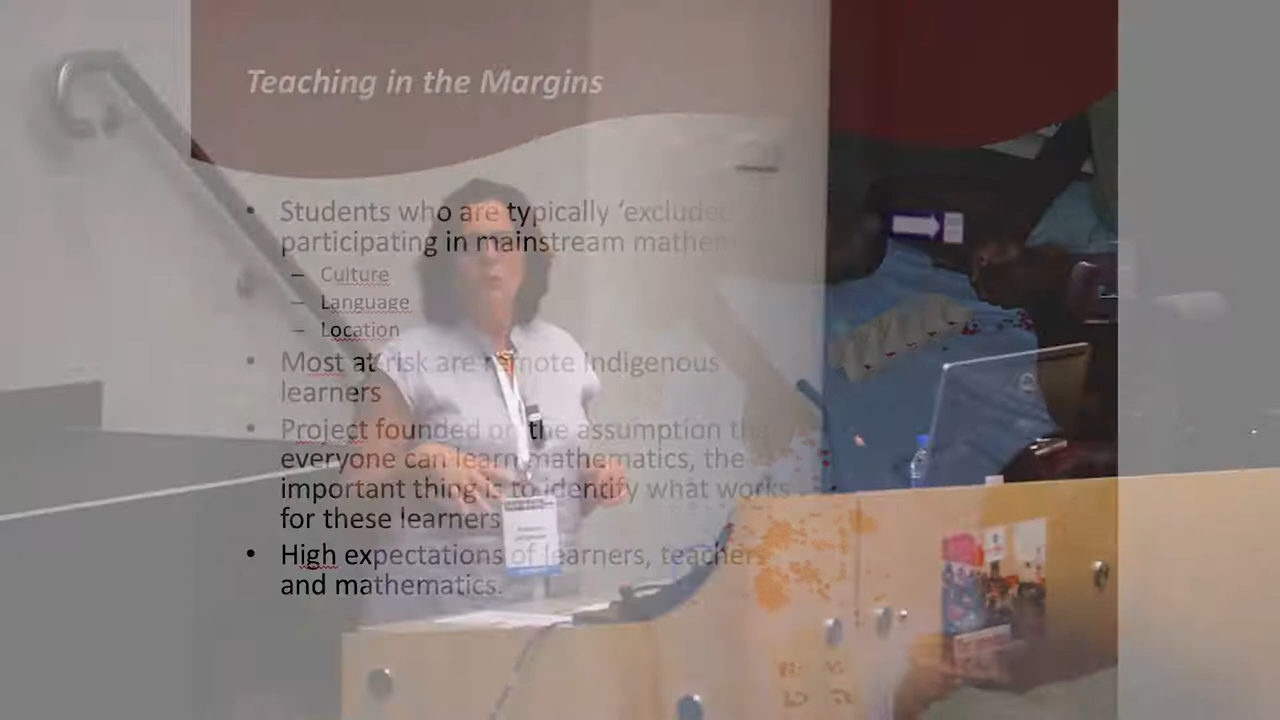 Teaching in the Margins
• Students who are typically ‘excluded
participating in mainstream mathem
– Culture
– Language
– Location
• Most at risk are remote Indigenous
learners
• Project founded on the assumption
everyone can learn mathematics, the
important thing is to identify what works
for these learners
• High expectations of learners, teachers
and mathematics.